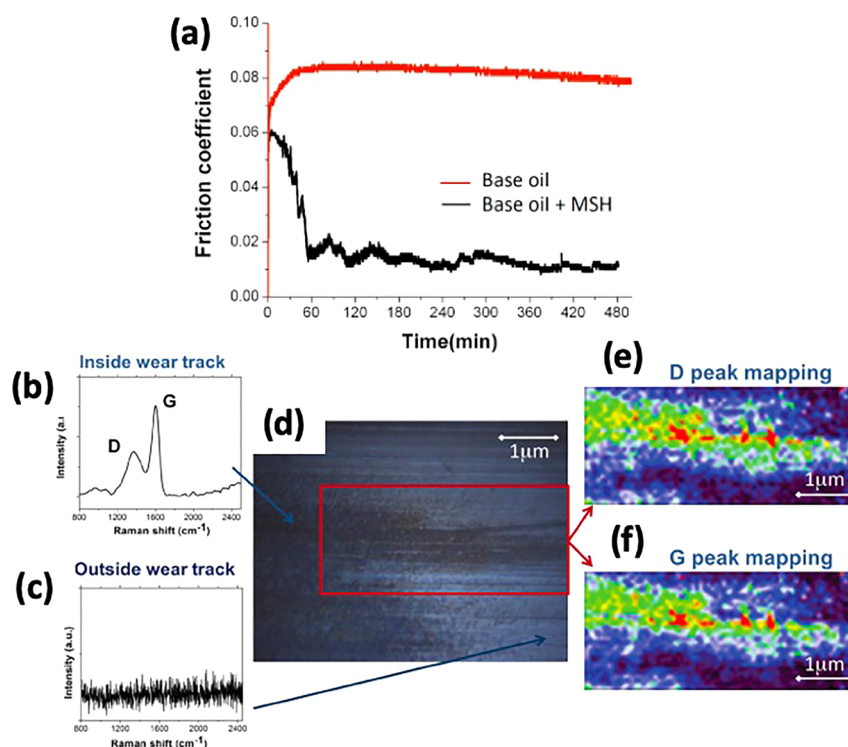 (a)
0.10
0.08
0.06
0.04
0.02
0.00
Friction coefficient
Base oil
Base oil + MSH
0 60 120 180 240 300 360 420 480
Time(min)
(b)
Inside wear track
G
D
Intensity (a.u
800 1200 1600 2000 2400
Raman shift (cm-1)
(c)
Outside wear track
Intensity (a.u.)
800 1200 1600 2000 2400
Raman shift (cm-1)
(d)
1μm
(e)
D peak mapping
1μm
(f)
G peak mapping
1μm